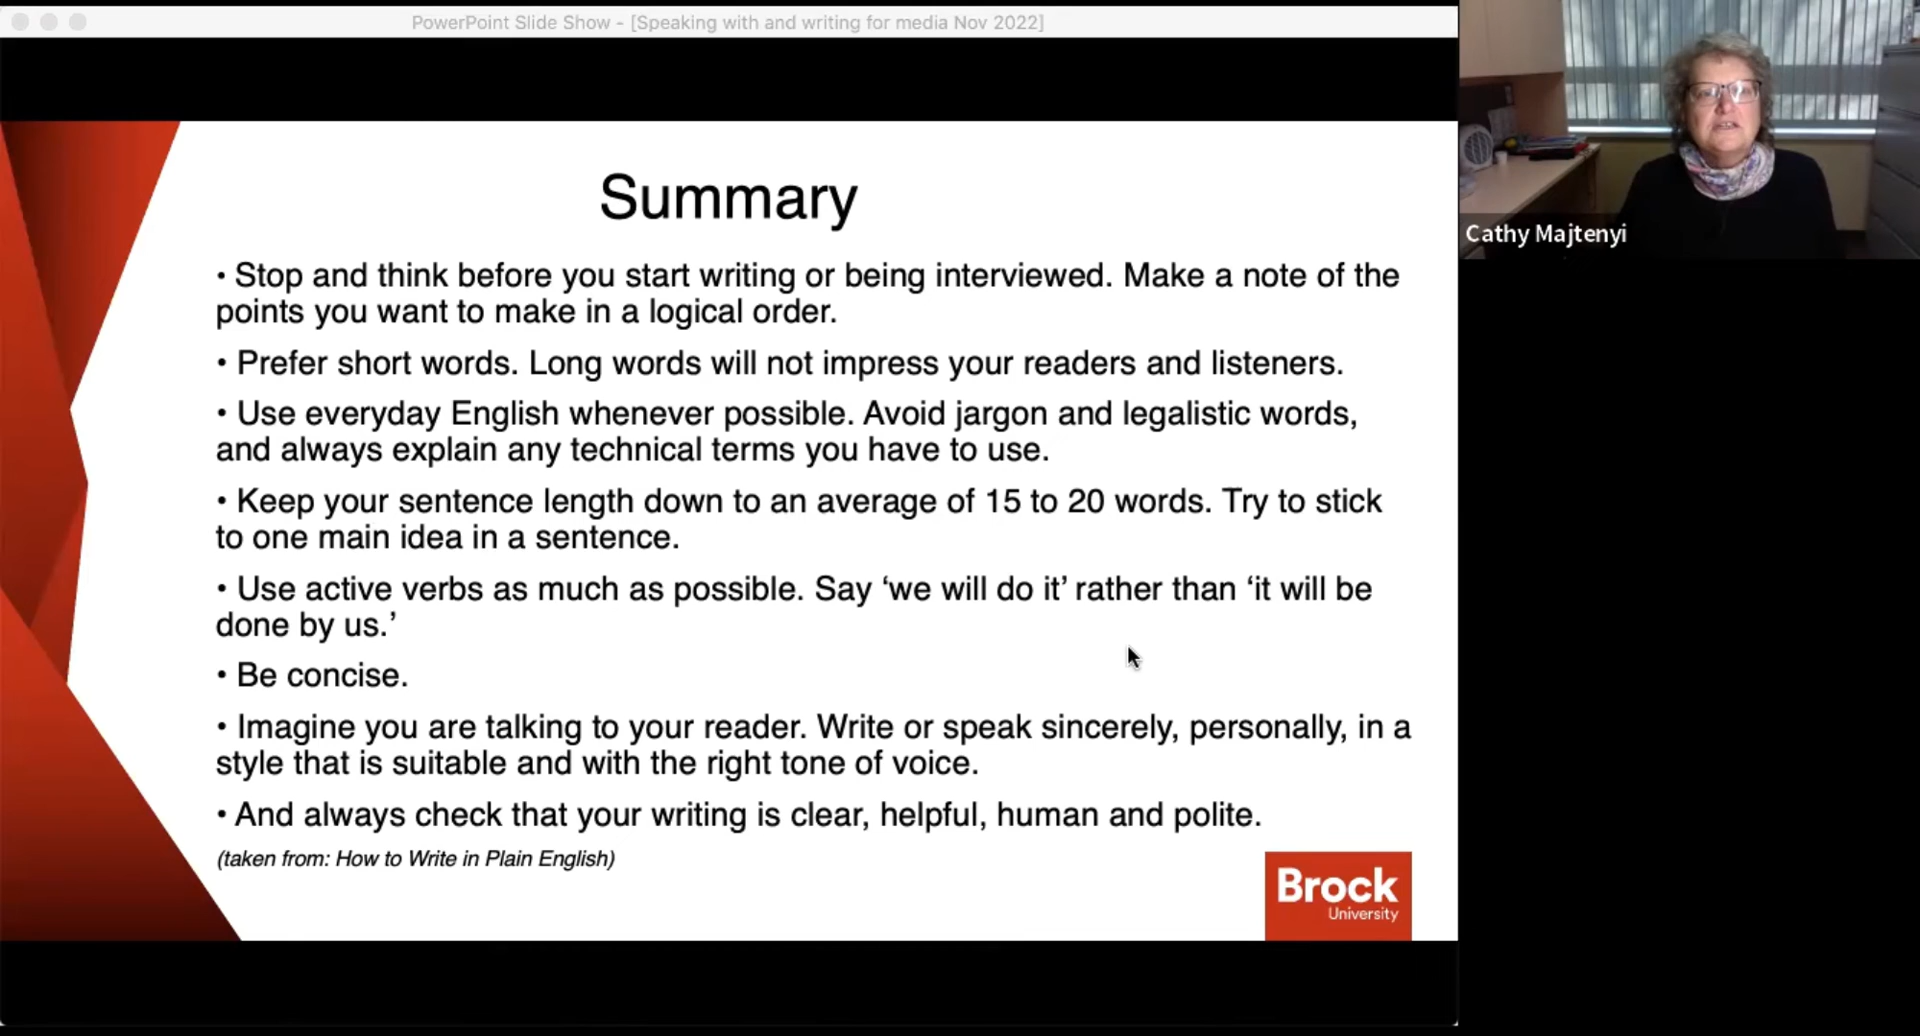 PowerPoint Slide Show - [Speaking with and writing for media Nov 2022]
Summary
• Stop and think before you start writing or being interviewed. Make a note of the
points you want to make in a logical order.
• Prefer short words. Long words will not impress your readers and listeners.
• Use everyday English whenever possible. Avoid jargon and legalistic words,
and always explain any technical terms you have to use.
• Keep your sentence length down to an average of 15 to 20 words. Try to stick
to one main idea in a sentence.
• Use active verbs as much as possible. Say ‘we will do it’ rather than ‘it will be
done by us.’
• Be concise.
• Imagine you are talking to your reader. Write or speak sincerely, personally, in a
style that is suitable and with the right tone of voice.
• And always check that your writing is clear, helpful, human and polite.
(taken from: How to Write in Plain English)
Brock
University
Cathy Majtenyi